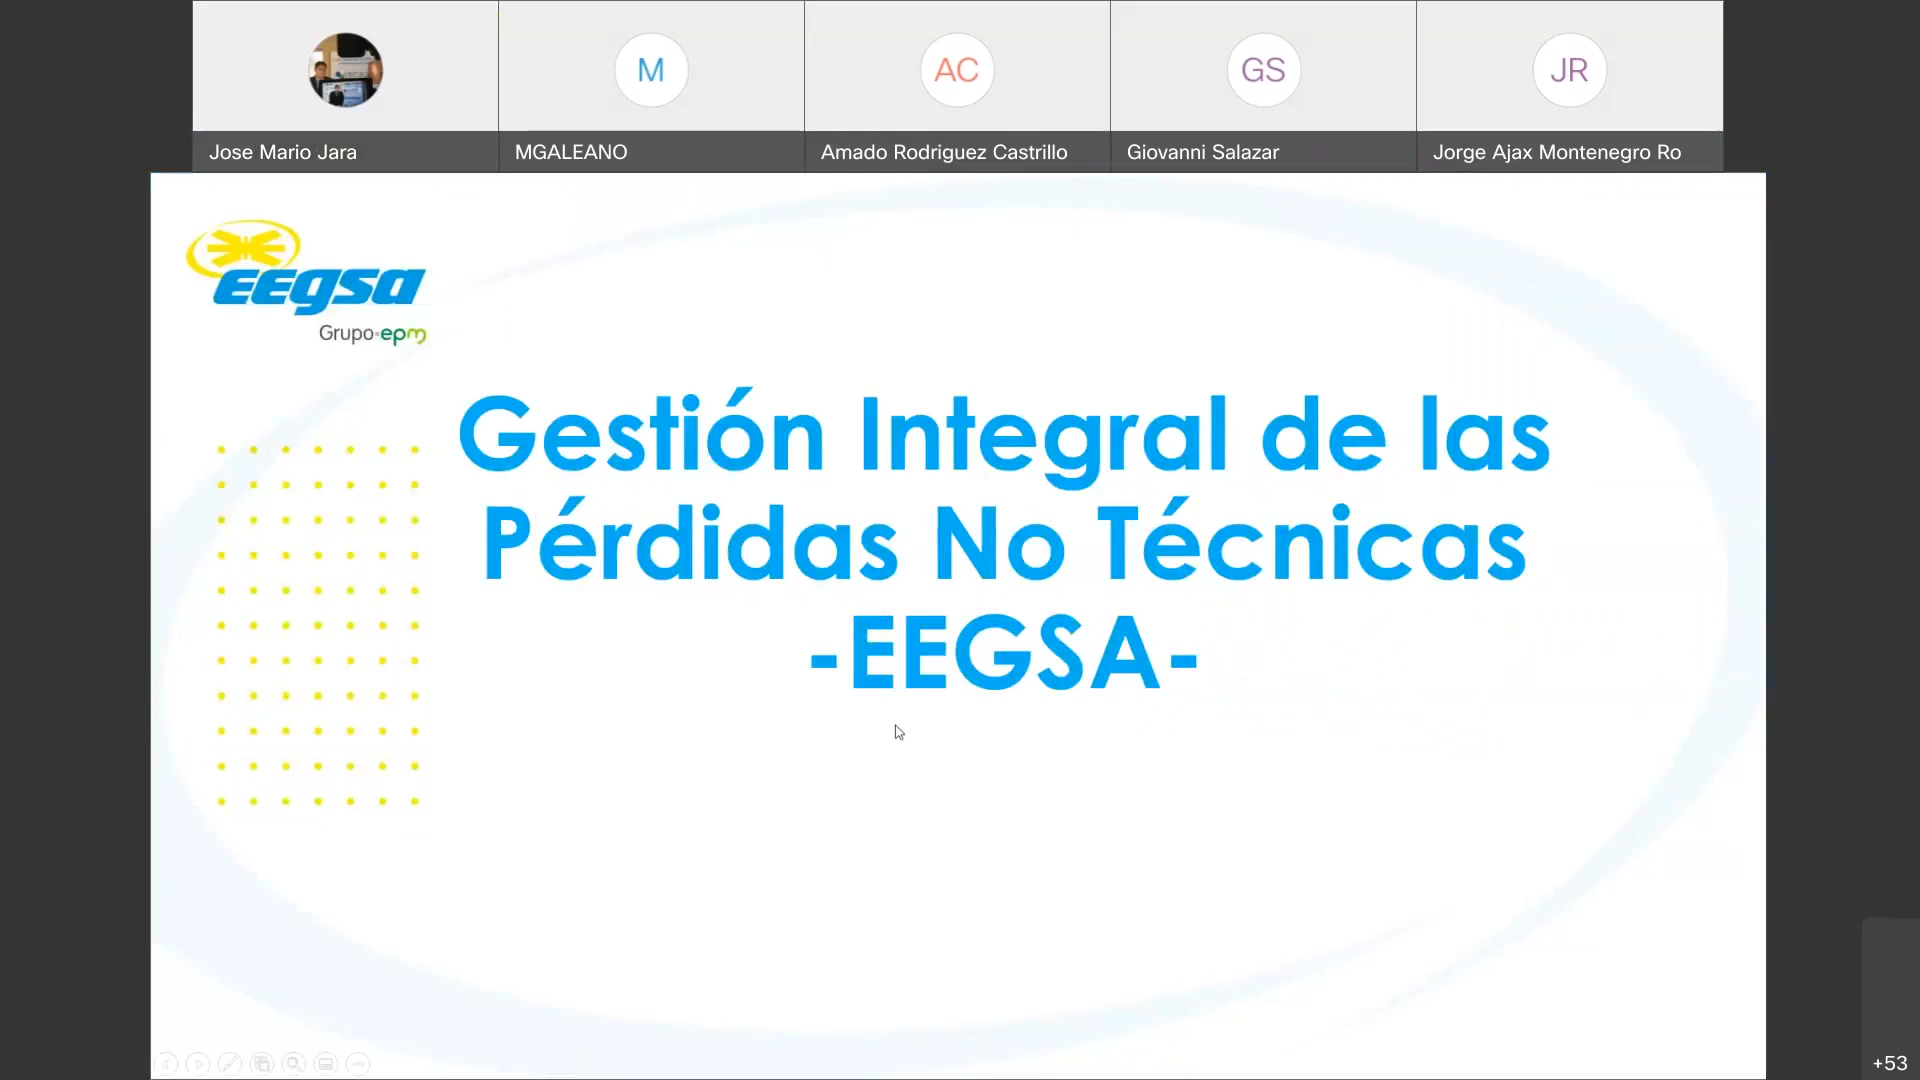 M
AC
GS
JR
Jose Mario Jara
MGALEANO
Amado Rodriguez Castrillo
Giovanni Salazar
Jorge Ajax Montenegro Ro
eegsa
Grupo·epm
Gestión Integral de las
Pérdidas No Técnicas
-EEGSA-
+53